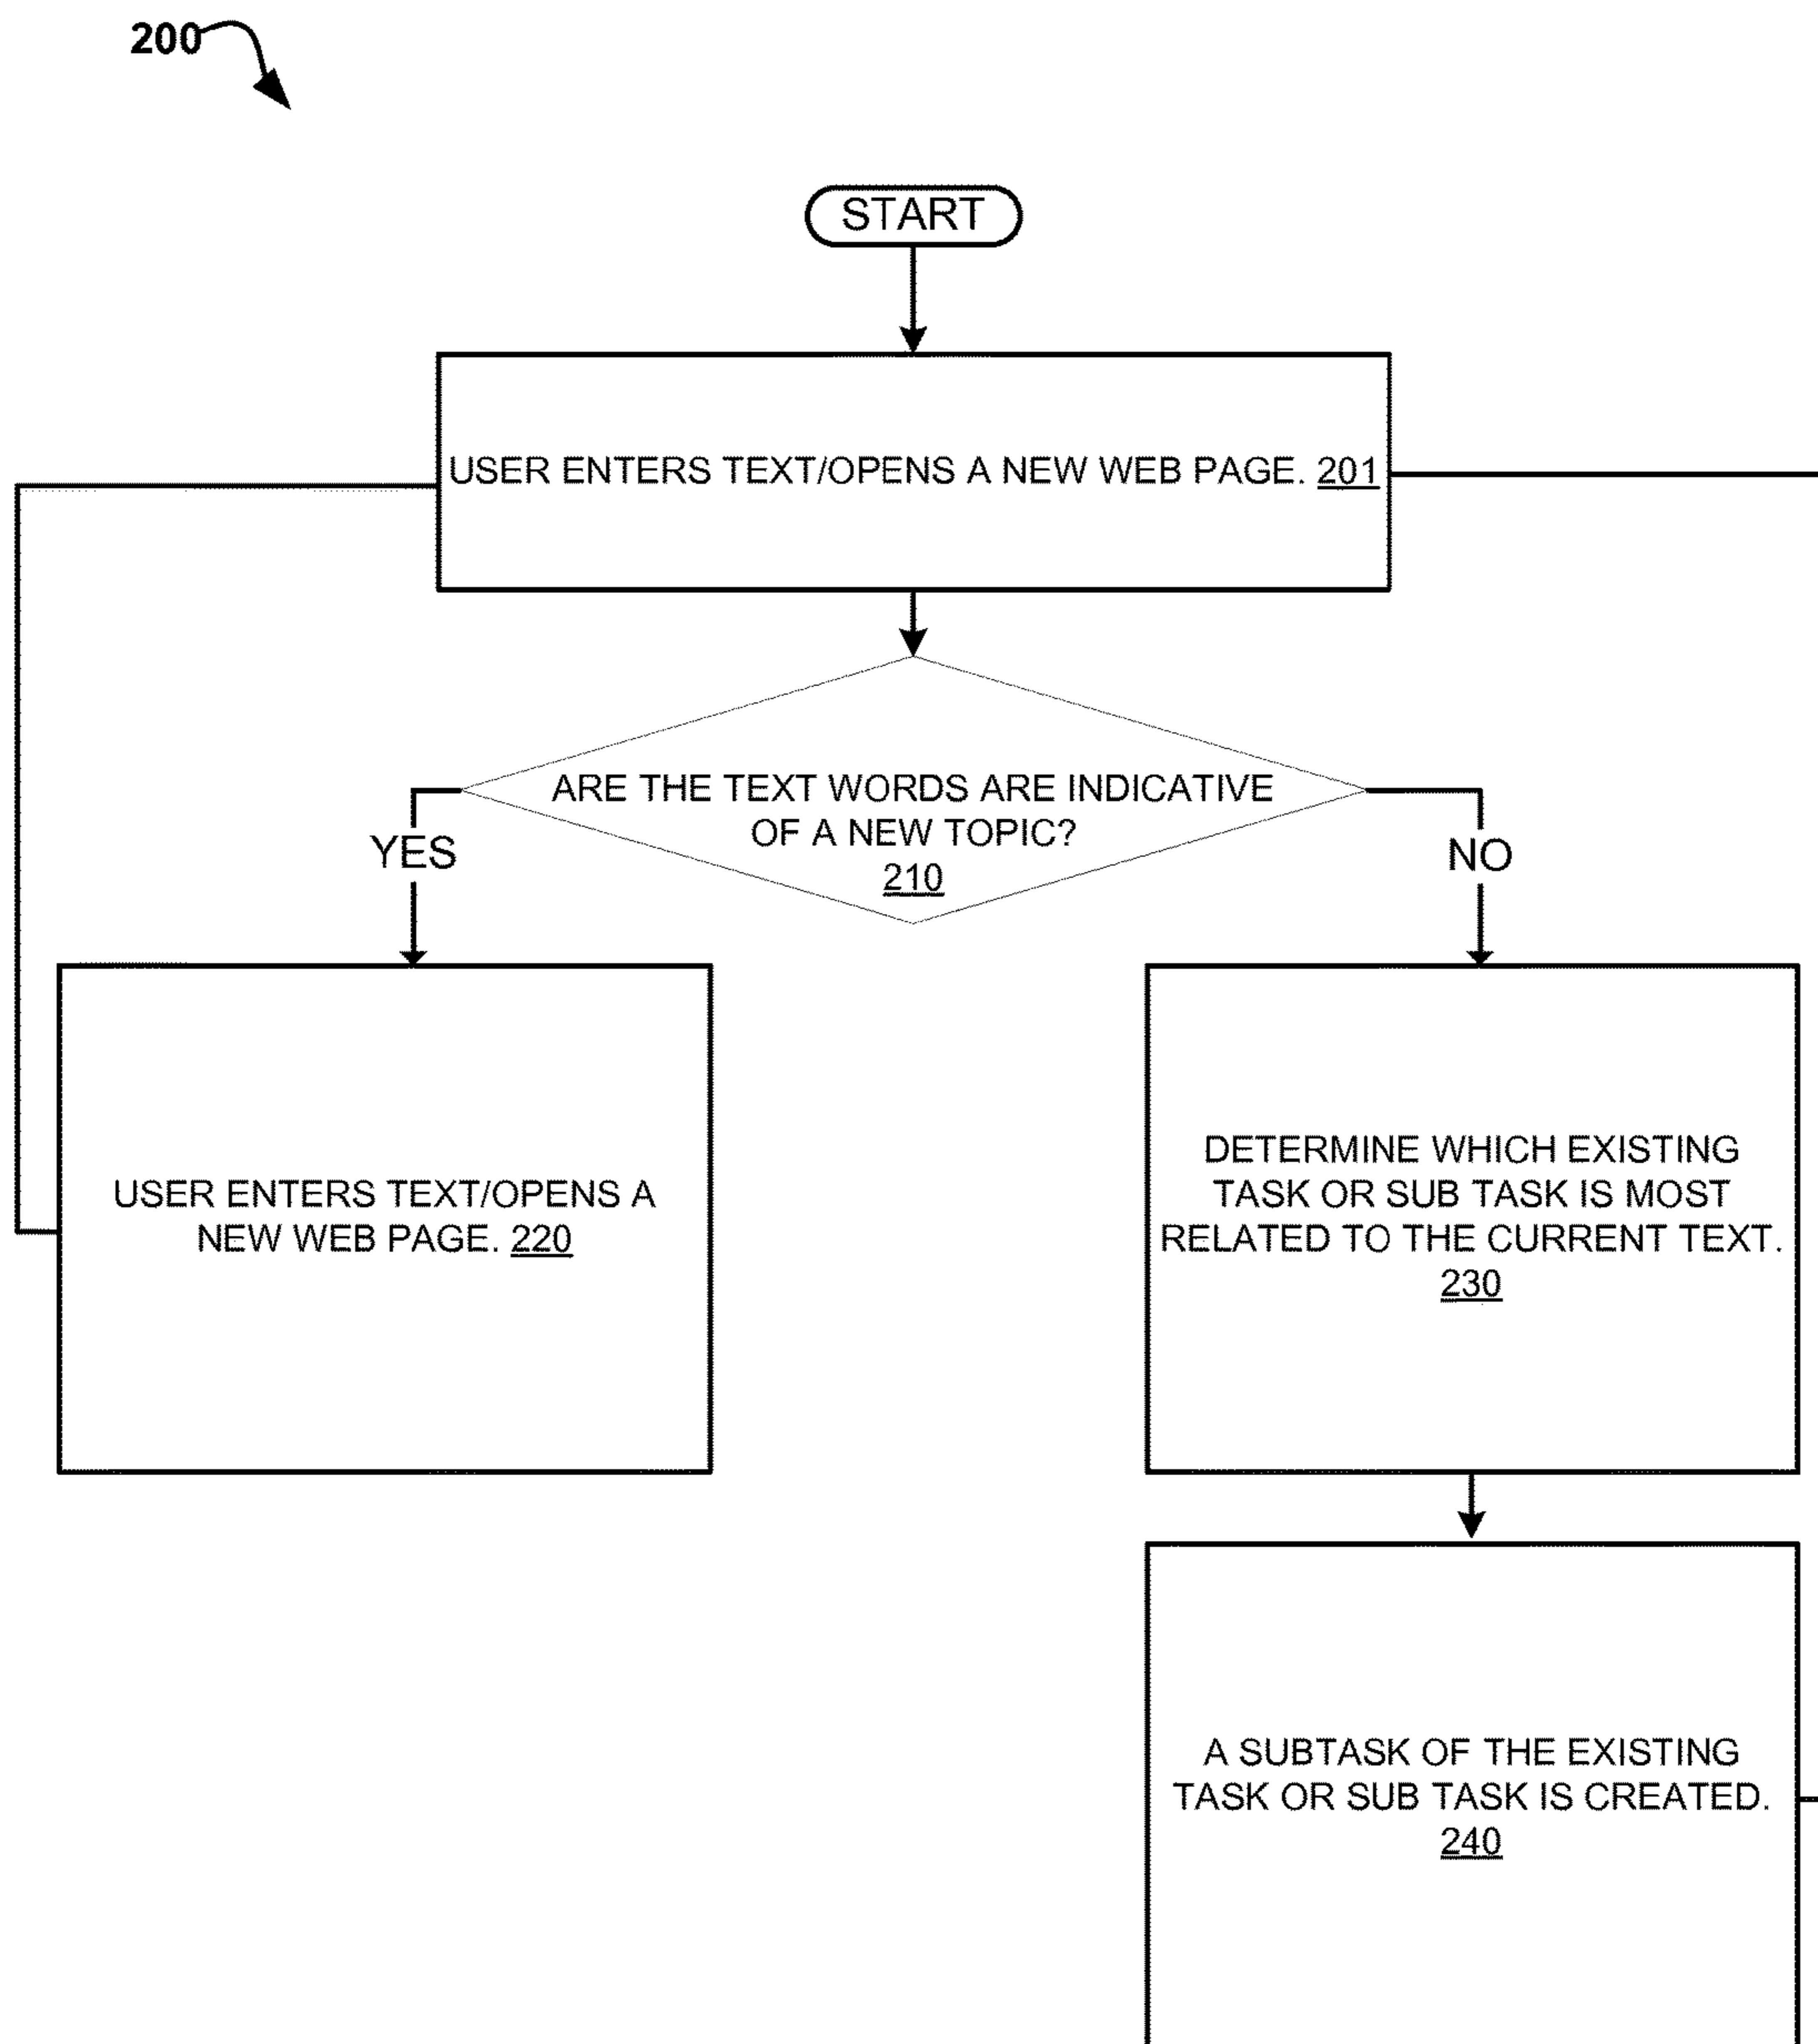 200
START
USER ENTERS TEXT/OPENS A NEW WEB PAGE. 201
ARE THE TEXT WORDS ARE INDICATIVE
OF A NEW TOPIC?
210
YES
NO
USER ENTERS TEXT/OPENS A
NEW WEB PAGE. 220
DETERMINE WHICH EXISTING
TASK OR SUB TASK IS MOST
RELATED TO THE CURRENT TEXT.
230
A SUBTASK OF THE EXISTING
TASK OR SUB TASK IS CREATED.
240